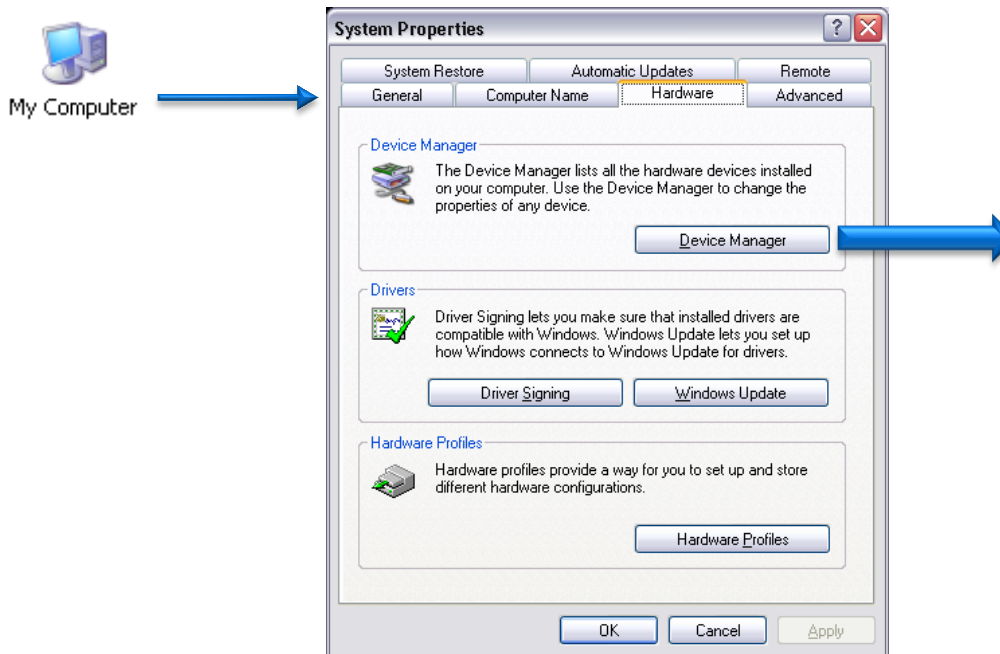 My Computer
System Properties
System Restore
Automatic Updates
Remote
General
Computer Name
Hardware
Advanced
Device Manager
The Device Manager lists all the hardware devices installed
on your computer. Use the Device Manager to change the
properties of any device.
Device Manager
Drivers
Driver Signing lets you make sure that installed drivers are
compatible with Windows. Windows Update lets you set up
how Windows connects to Windows Update for drivers.
Driver Signing
Windows Update
Hardware Profiles
Hardware profiles provide a way for you to set up and store
different hardware configurations.
Hardware Profiles
OK
Cancel
Apply